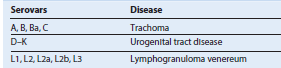 Serovars Disease
A, B, Ba, C Trachoma
D–K Urogenital tract disease
L1, L2, L2a, L2b, L3 Lymphogranuloma venereum